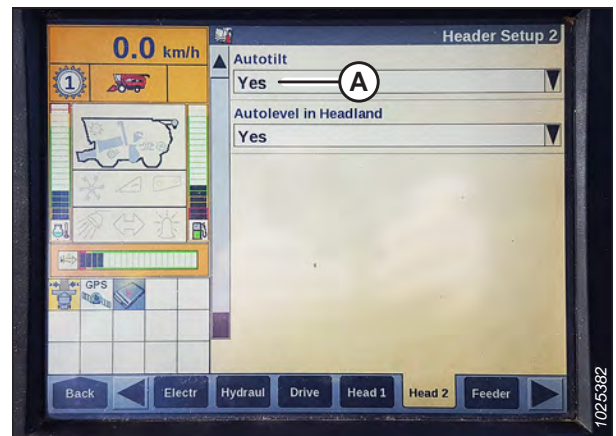 0.0 km/h
Header Setup 2
1
Autotilt
Yes
A
Autolevel in Headland
Yes
GPS
Back
Electr
Hydraul
Drive
Head 1
Head 2
Feeder
1025382